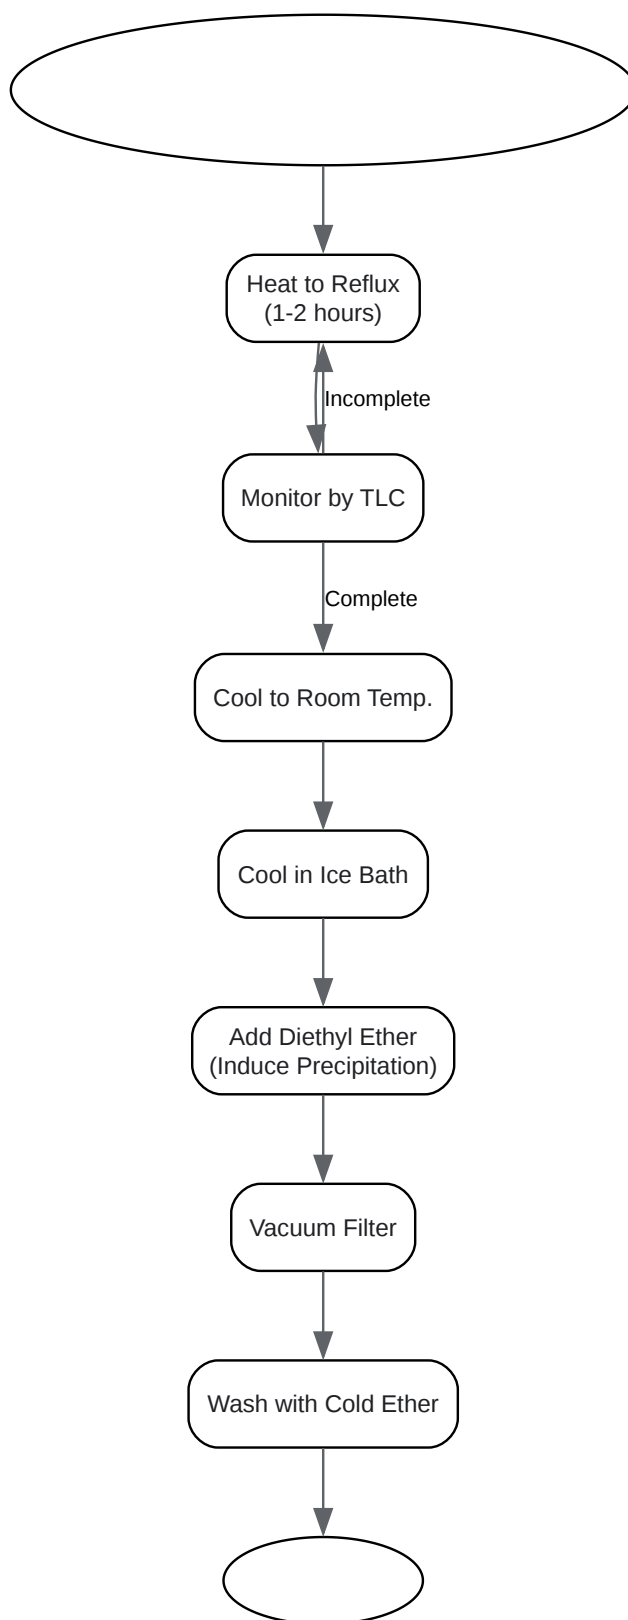 Heat to Reflux
(1-2 hours)
Incomplete
Monitor by TLC
Complete
Cool to Room Temp.
Cool in Ice Bath
Add Diethyl Ether
(Induce Precipitation)
Vacuum Filter
Wash with Cold Ether